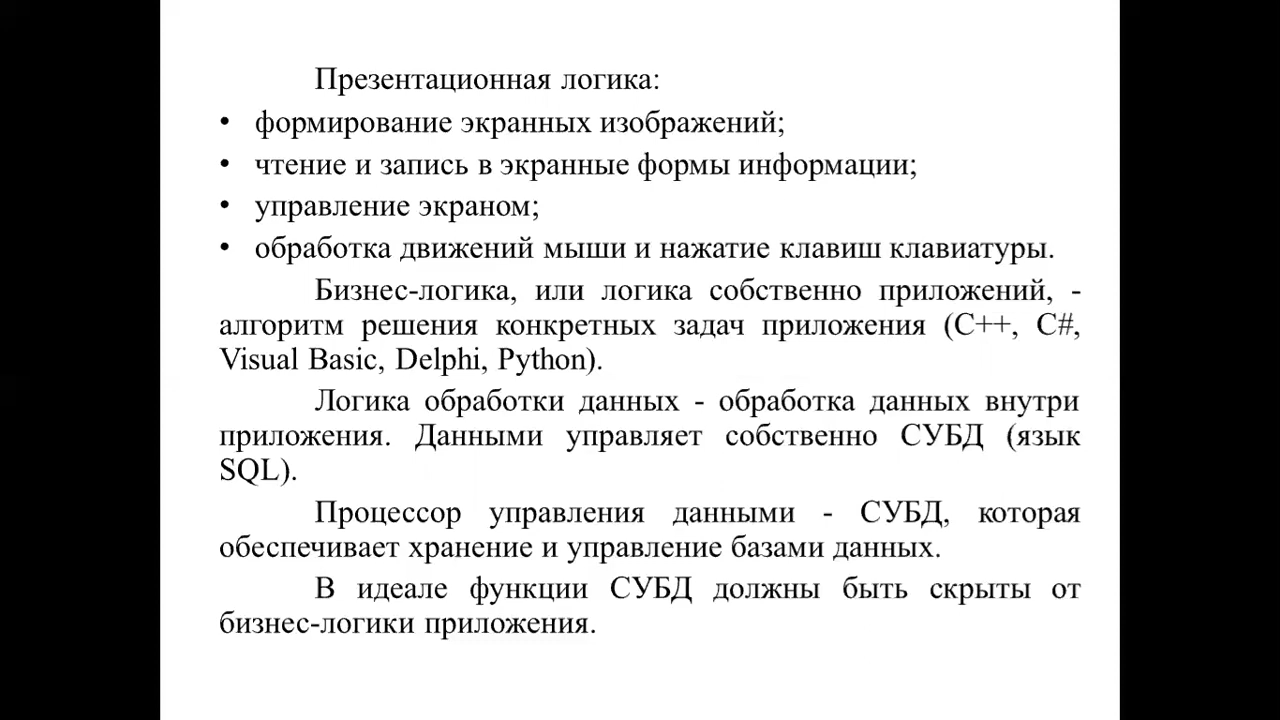 Презентационная логика:
• формирование экранных изображений;
• чтение и запись в экранные формы информации;
• управление экраном;
• обработка движений мыши и нажатие клавиш клавиатуры.
Бизнес-логика, или логика собственно приложений, -
алгоритм решения конкретных задач приложения (C++, C#,
Visual Basic, Delphi, Python).
Логика обработки данных - обработка данных внутри
приложения. Данными управляет собственно СУБД (язык
SQL).
Процессор управления данными - СУБД, которая
обеспечивает хранение и управление базами данных.
В идеале функции СУБД должны быть скрыты от
бизнес-логики приложения.